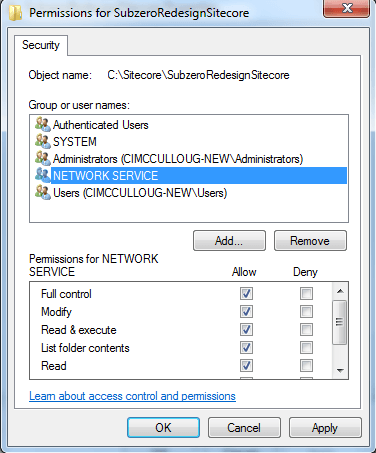 Permissions for SubzeroRedesignSitecore
Security
Object name: C:\Sitecore\SubzeroRedesignSitecore
Group or user names:
Authenticated Users
SYSTEM
Administrators (CIMCCULLOUG-NEW\Administrators)
NETWORK SERVICE
Users (CIMCCULLOUG-NEW\Users)
Add... Remove
Permissions for NETWORK
SERVICE Allow Deny
Full control
Modify
Read & execute
List folder contents
Read
Learn about access control and permissions
OK Cancel Apply